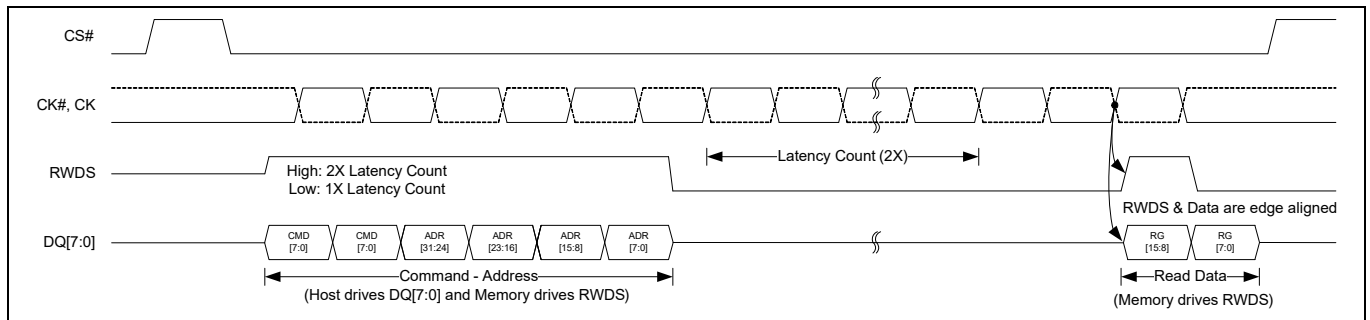 CS#
CK#, CK
Latency Count (2X)
RWDS
High: 2X Latency Count
Low: 1X Latency Count
RWDS & Data are edge aligned
DQ[7:0]
CMD
[7:0]
CMD
[7:0]
ADR
[31:24]
ADR
[23:16]
ADR
[15:8]
ADR
[7:0]
RG
[15:8]
RG
[7:0]
Command - Address
(Host drives DQ[7:0] and Memory drives RWDS)
Read Data
(Memory drives RWDS)